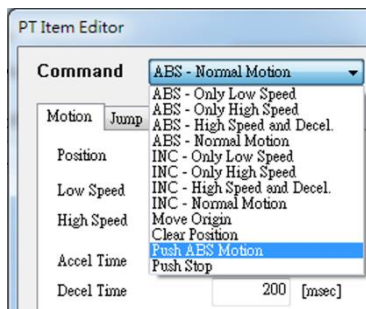 PT Item Editor
Command ABS - Normal Motion
ABS - Only Low Speed
ABS - Only High Speed
ABS - High Speed and Decel.
ABS - Normal Motion
INC - Only Low Speed
INC - Only High Speed
INC - High Speed and Decel.
INC - Normal Motion
Move Origin
Clear Position
Push ABS Motion
Push Stop
Motion Jump
Position
Low Speed
High Speed
Accel Time
Decel Time 200 [msec]